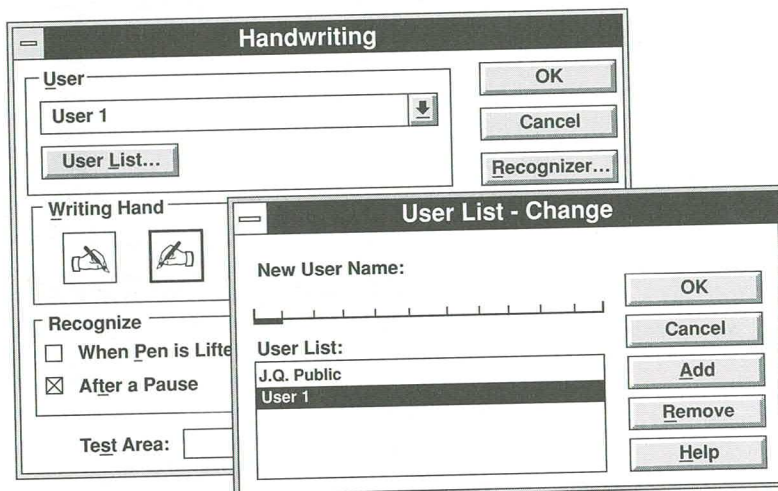 Handwriting
User
User 1
User List...
OK
Cancel
Recognizer...
Writing Hand
Recognize
When Pen is Lifte
After a Pause
Test Area:
User List - Change
New User Name:
User List:
J.Q. Public
User 1
OK
Cancel
Add
Remove
Help